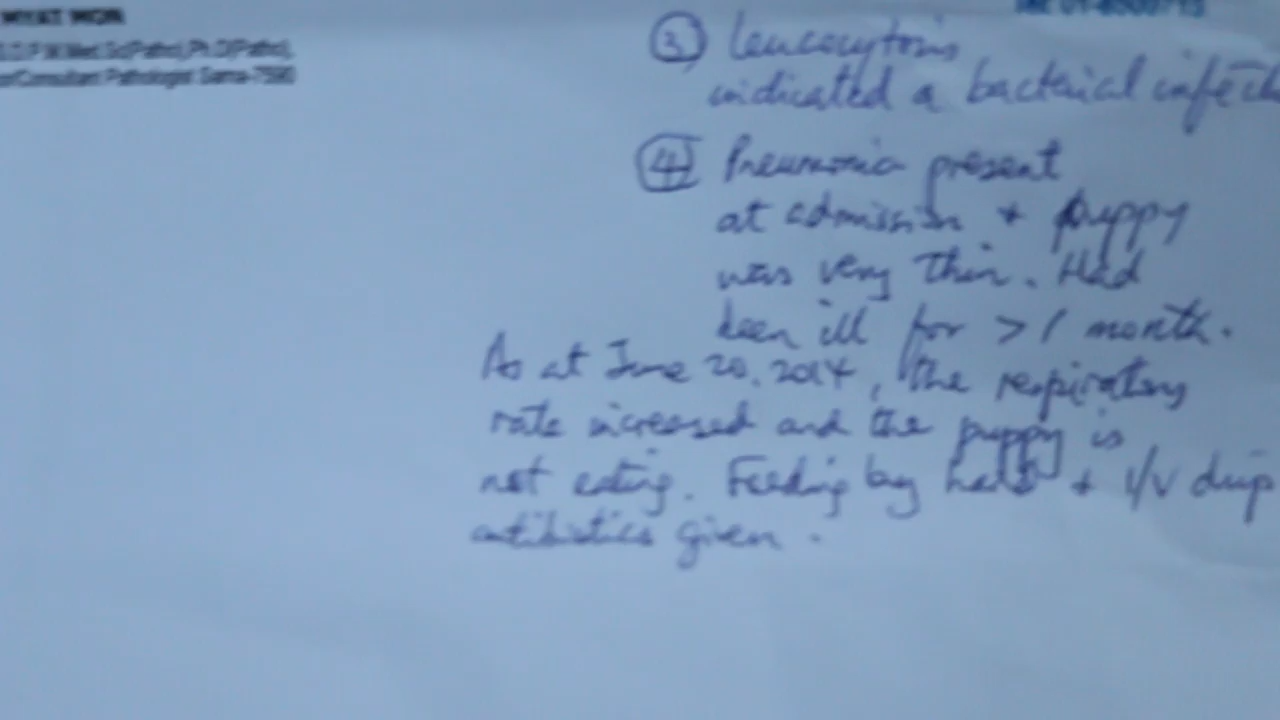 MYAT MON
③ Leucocytosis
indicated a bacterial
④ Pneumonia present
at admission + puppy
was very thin. Had
been ill for > 1 month.
As at June 20, 2014, the respiratory
rate increased and the puppy is
not eating. Feeding by + I/V drip
antibiotics given.